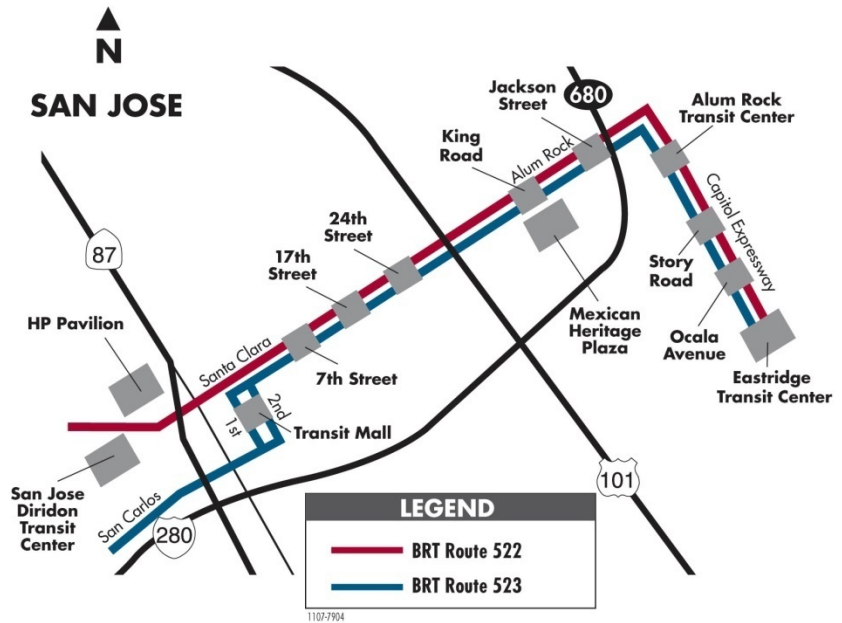 N
SAN JOSE
87
HP Pavilion
San Jose
Diridon
Transit
Center
San Carlos
280
Santa Clara
1st
2nd
Transit Mall
7th Street
17th
Street
24th
Street
King
Road
Alum Rock
Jackson
Street
680
Alum Rock
Transit Center
Capitol Expressway
Story
Road
Ocala
Avenue
Eastridge
Transit Center
Mexican
Heritage
Plaza
101
LEGEND
BRT Route 522
BRT Route 523
1107-7904